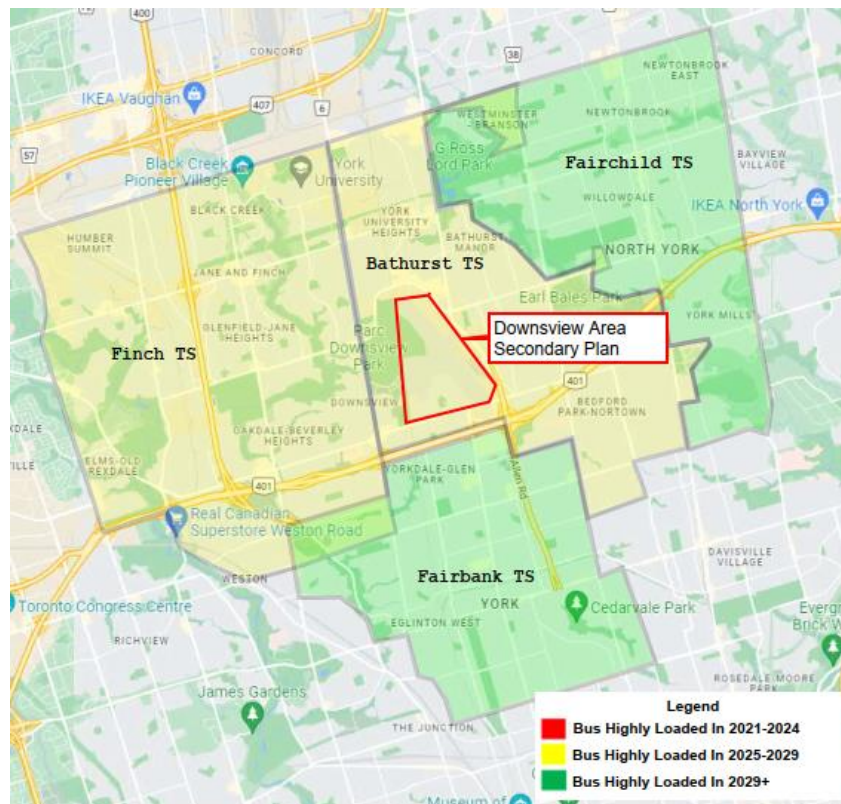 400
CONCORD
38
NEWTONBROOK
EAST
IKEA Vaughan
407
6
WESTMINSTER
- BRANSON
NEWTONBROOK
57
Black Creek
Pioneer Village
York
University
G Ross
Lord Park
Fairchild TS
BAYVIEW
VILLAGE
BLACK CREEK
WILLOWDALE
IKEA North York
HUMBER
SUMMIT
YORK
UNIVERSITY
HEIGHTS
BATHURST
MANOR
NORTH YORK
JANE AND FINCH
Bathurst TS
Earl Bales Park
YORK MILLS
GLENFIELD-JANE
HEIGHTS
Parc
Downsview
Park
Downsview Area
Secondary Plan
Finch TS
401
DOWNSVIEW
BEDFORD
PARK-NORTOWN
OAKDALE-BEVERLEY
HEIGHTS
XDALE
ILLE
ELMS-OLD
REXDALE
401
YORKDALE-GLEN
PARK
Allen Rd
Real Canadian
Superstore Weston Road
DAVISVILLE
VILLAGE
WESTON
Fairbank TS
YORK
Toronto Congress Centre
Cedarvale Park
EGLINTON WEST
Evergr
Brick W
RICHVIEW
ROSEDALE-MOORE
PARK
James Gardens
THE JUNCTION
Legend
Bus Highly Loaded In 2021-2024
Bus Highly Loaded In 2025-2029
Bus Highly Loaded In 2029+
Museum of